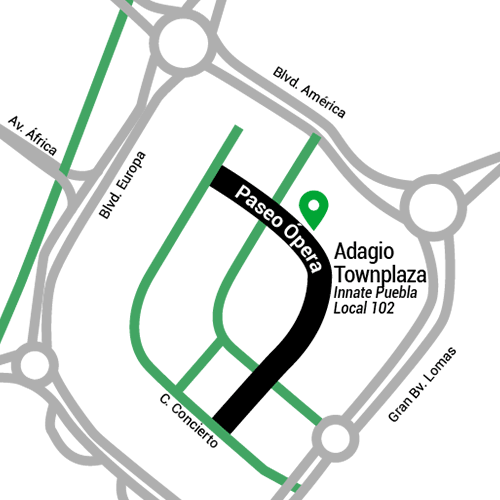 Blvd. América
Av. África
Blvd. Europa
Paseo Ópera
Adagio
Townplaza
Innate Puebla
Local 102
Gran Bv. Lomas
C. Concierto